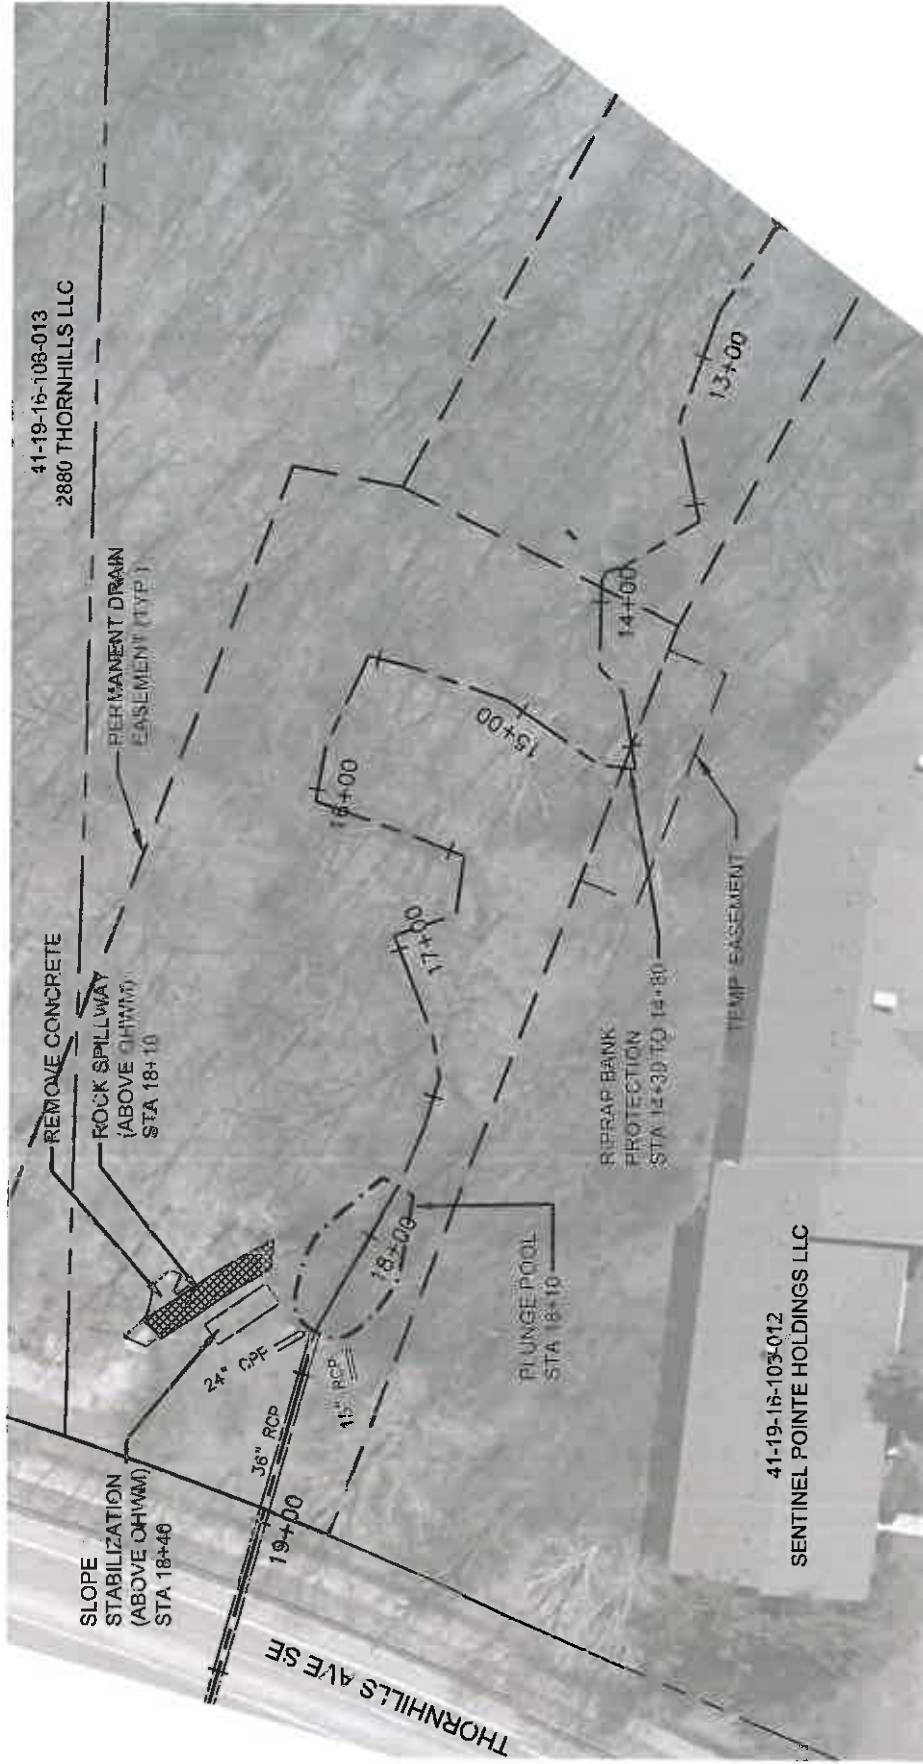 41-19-16-103-013
2880 THORNHILLS LLC
PERMANENT DRAIN
EASEMENT (TYP.)
REMOVE CONCRETE
ROCK SPILLWAY
(ABOVE OHWM)
STA 18+10
SLOPE
STABILIZATION
(ABOVE OHWM)
STA 18+40
24" CPP
36" RCP
15" RCP
19+00
18+00
17+00
16+00
15+00
14+00
13+00
PLUNGE POOL
STA 18+10
RIPRAP BANK
PROTECTION
STA 14+30 TO 14+80
TEMP EASEMENT
THORNHILLS AVE SE
41-19-16-103-012
SENTINEL POINTE HOLDINGS LLC